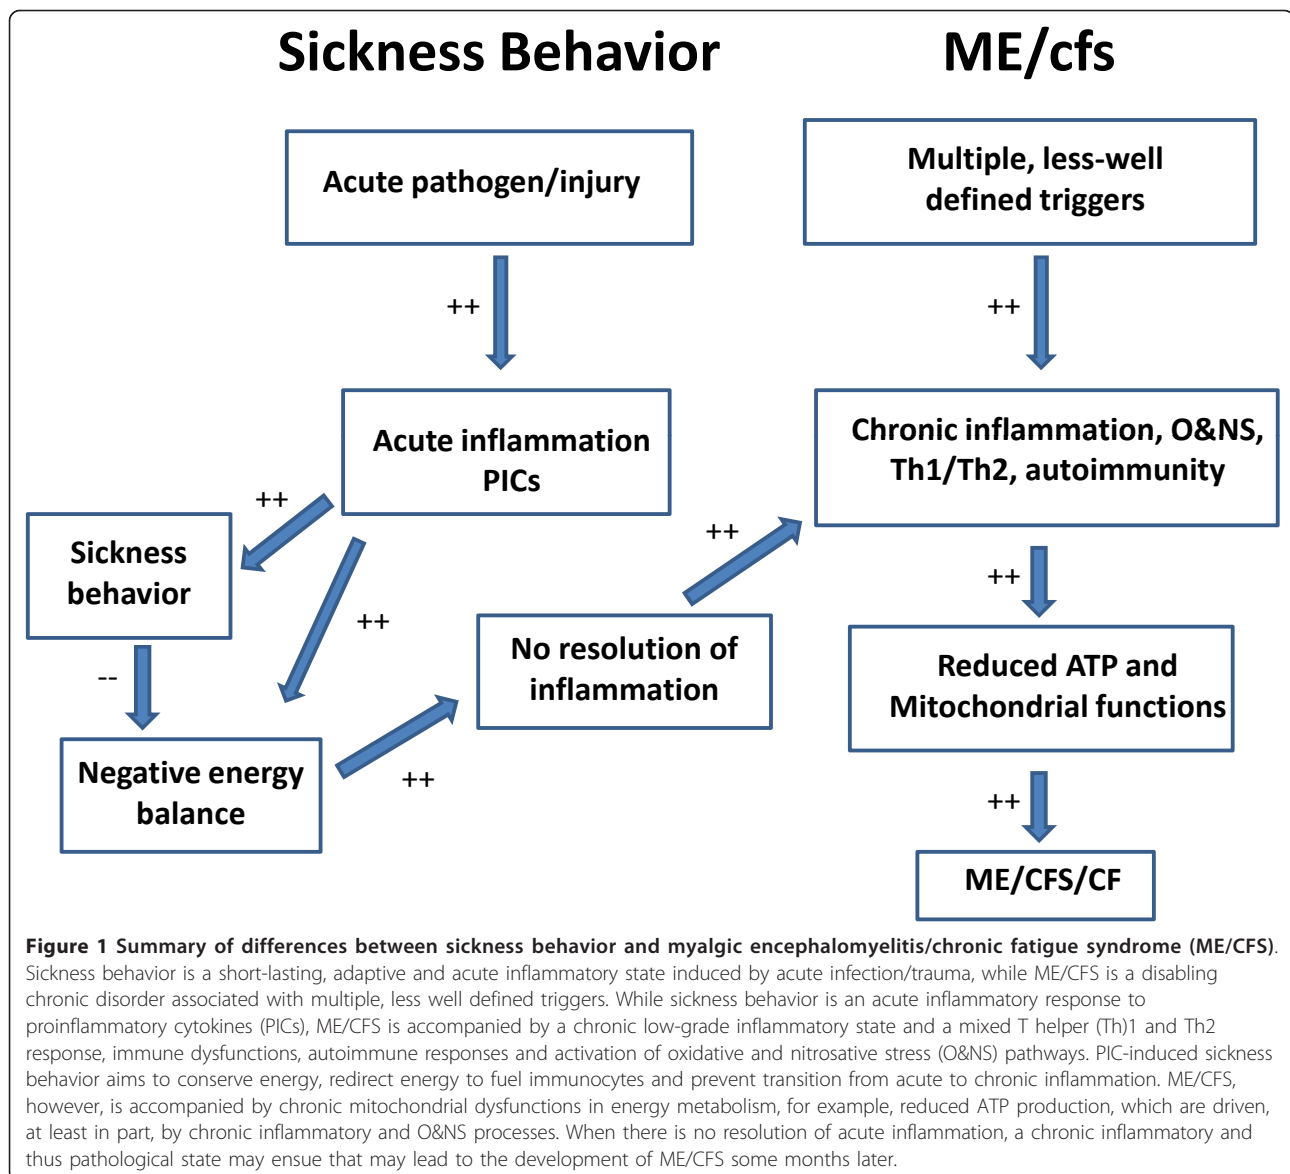 Sickness Behavior
ME/cfs
Acute pathogen/injury
Multiple, less-well
defined triggers
++
++
Acute inflammation
PICs
Chronic inflammation, O&NS,
Th1/Th2, autoimmunity
++
++
++
++
Sickness
behavior
No resolution of
inflammation
Reduced ATP and
Mitochondrial functions
--
Negative energy
balance
++
++
ME/CFS/CF
Figure 1 Summary of differences between sickness behavior and myalgic encephalomyelitis/chronic fatigue syndrome (ME/CFS).
Sickness behavior is a short-lasting, adaptive and acute inflammatory state induced by acute infection/trauma, while ME/CFS is a disabling
chronic disorder associated with multiple, less well defined triggers. While sickness behavior is an acute inflammatory response to
proinflammatory cytokines (PICs), ME/CFS is accompanied by a chronic low-grade inflammatory state and a mixed T helper (Th)1 and Th2
response, immune dysfunctions, autoimmune responses and activation of oxidative and nitrosative stress (O&NS) pathways. PIC-induced sickness
behavior aims to conserve energy, redirect energy to fuel immunocytes and prevent transition from acute to chronic inflammation. ME/CFS,
however, is accompanied by chronic mitochondrial dysfunctions in energy metabolism, for example, reduced ATP production, which are driven,
at least in part, by chronic inflammatory and O&NS processes. When there is no resolution of acute inflammation, a chronic inflammatory and
thus pathological state may ensue that may lead to the development of ME/CFS some months later.